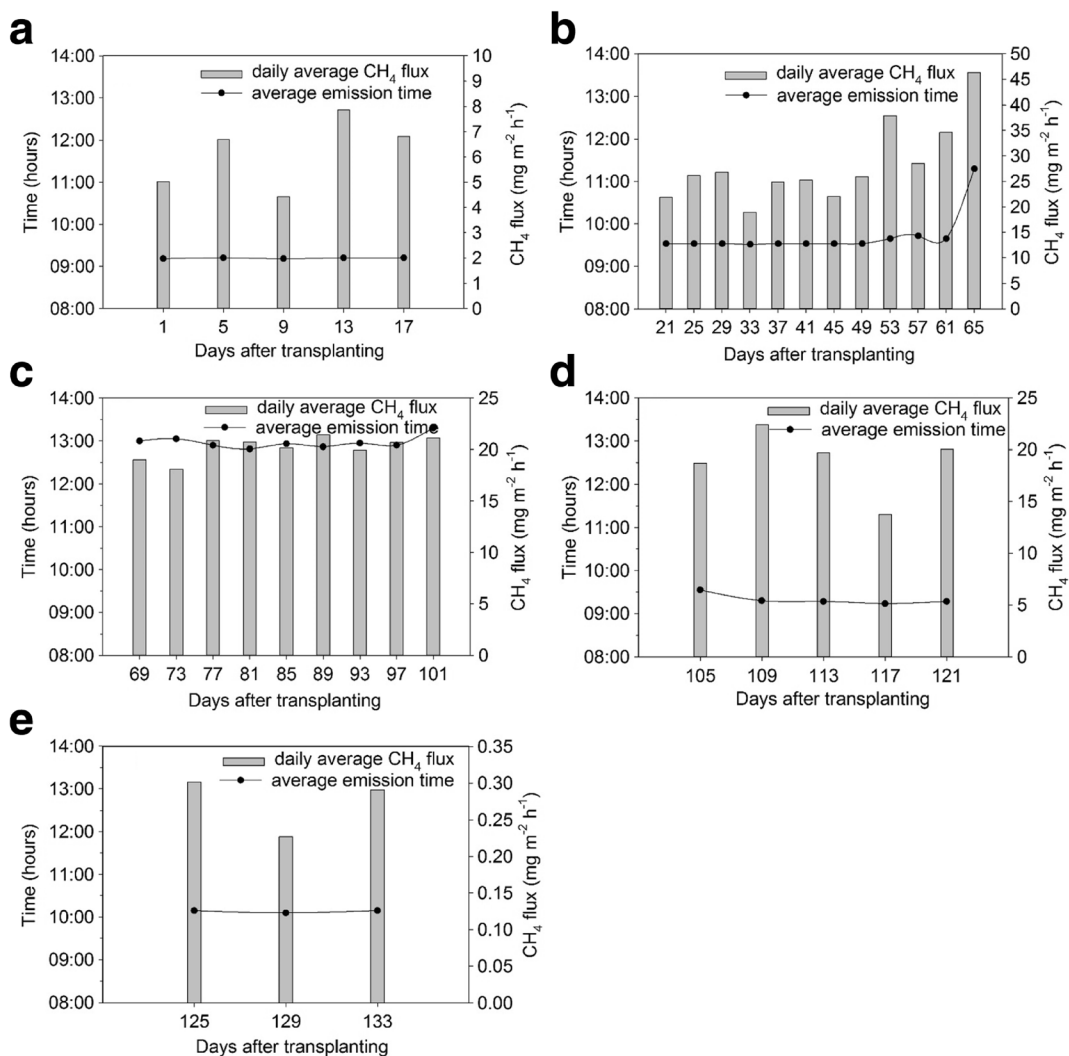 a
14:00
13:00
12:00
11:00
10:00
09:00
08:00
Time (hours)
daily average CH4 flux
average emission time
10
9
8
7
6
5
4
3
2
1
0
CH4 flux (mg m-2 h-1)
1 5 9 13 17
Days after transplanting
b
14:00
13:00
12:00
11:00
10:00
09:00
08:00
Time (hours)
daily average CH4 flux
average emission time
50
45
40
35
30
25
20
15
10
5
0
CH4 flux (mg m-2 h-1)
21 25 29 33 37 41 45 49 53 57 61 65
Days after transplanting
c
14:00
13:00
12:00
11:00
10:00
09:00
08:00
Time (hours)
daily average CH4 flux
average emission time
25
20
15
10
5
0
CH4 flux (mg m-2 h-1)
69 73 77 81 85 89 93 97 101
Days after transplanting
d
14:00
13:00
12:00
11:00
10:00
09:00
08:00
Time (hours)
daily average CH4 flux
average emission time
25
20
15
10
5
0
CH4 flux (mg m-2 h-1)
105 109 113 117 121
Days after transplanting
e
14:00
13:00
12:00
11:00
10:00
09:00
08:00
Time (hours)
daily average CH4 flux
average emission time
0.35
0.30
0.25
0.20
0.15
0.10
0.05
0.00
CH4 flux (mg m-2 h-1)
125 129 133
Days after transplanting